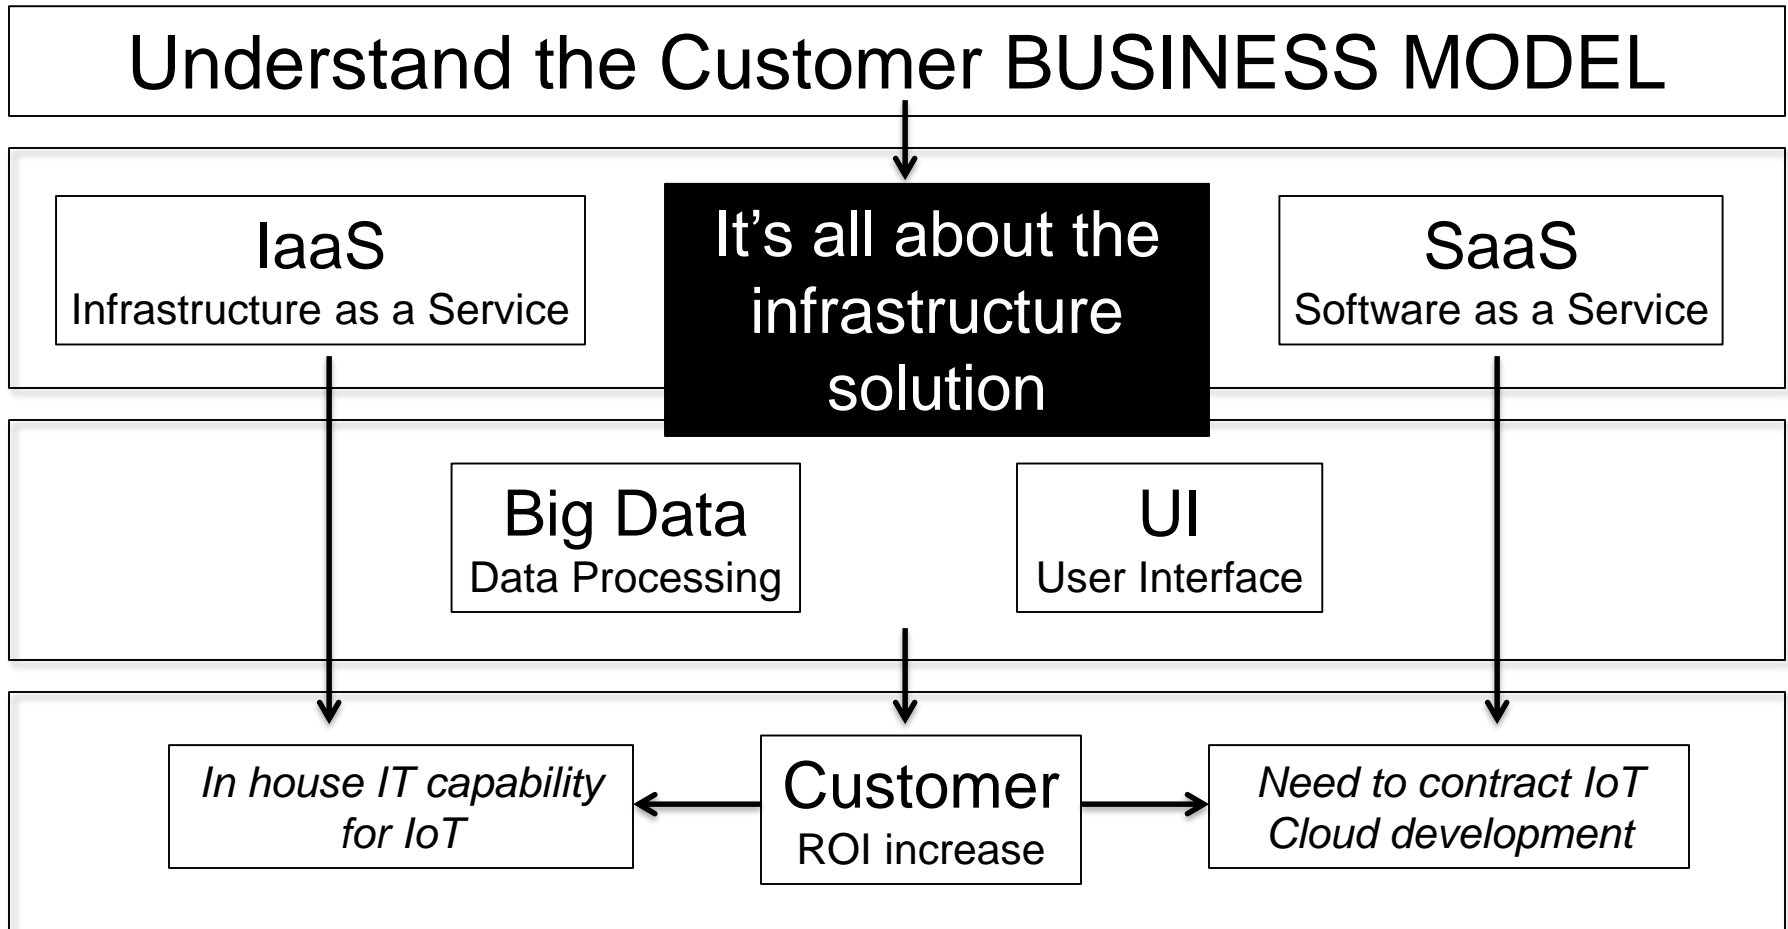 Understand the Customer BUSINESS MODEL
IaaS
Infrastructure as a Service
It’s all about the
infrastructure
solution
SaaS
Software as a Service
Big Data
Data Processing
UI
User Interface
In house IT capability
for IoT
Customer
ROI increase
Need to contract IoT
Cloud development